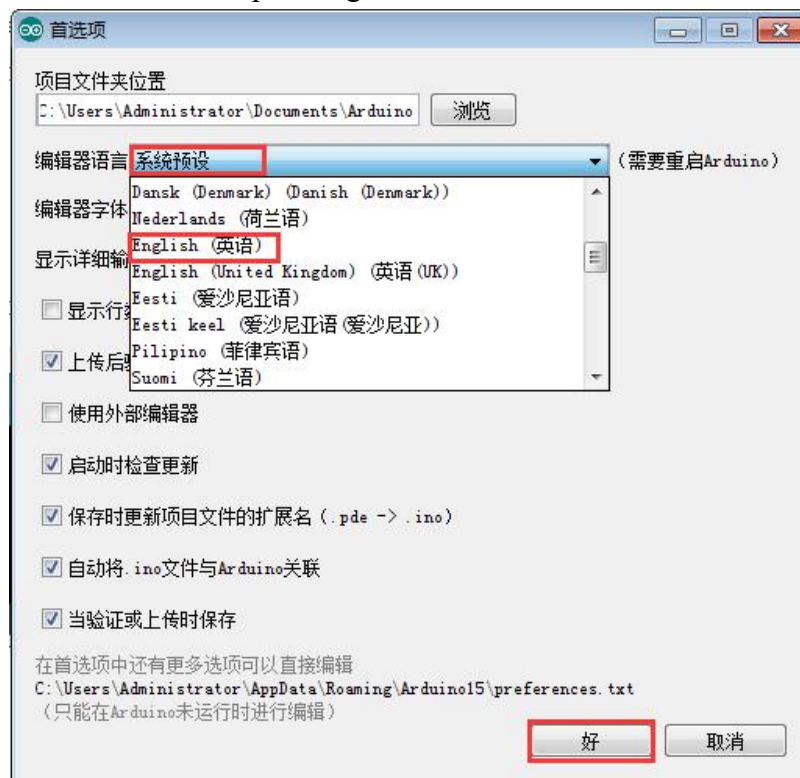 首选项
项目文件夹位置
C:\Users\Administrator\Documents\Arduino 浏览
编辑器语言 系统预设 (需要重启Arduino)
Dansk (Denmark) (Danish (Denmark))
编辑器字体
Nederlands (荷兰语)
English (英语)
显示详细输
English (United Kingdom) (英语(UK))
Eesti (爱沙尼亚语)
显示行
Eesti keel (爱沙尼亚语(爱沙尼亚))
Pilipino (菲律宾语)
上传后
Suomi (芬兰语)
使用外部编辑器
启动时检查更新
保存时更新项目文件的扩展名 (.pde -> .ino)
自动将.ino文件与Arduino关联
当验证或上传时保存
在首选项中还有更多选项可以直接编辑
C:\Users\Administrator\AppData\Roaming\Arduino15\preferences.txt
(只能在Arduino未运行时进行编辑)
好 取消